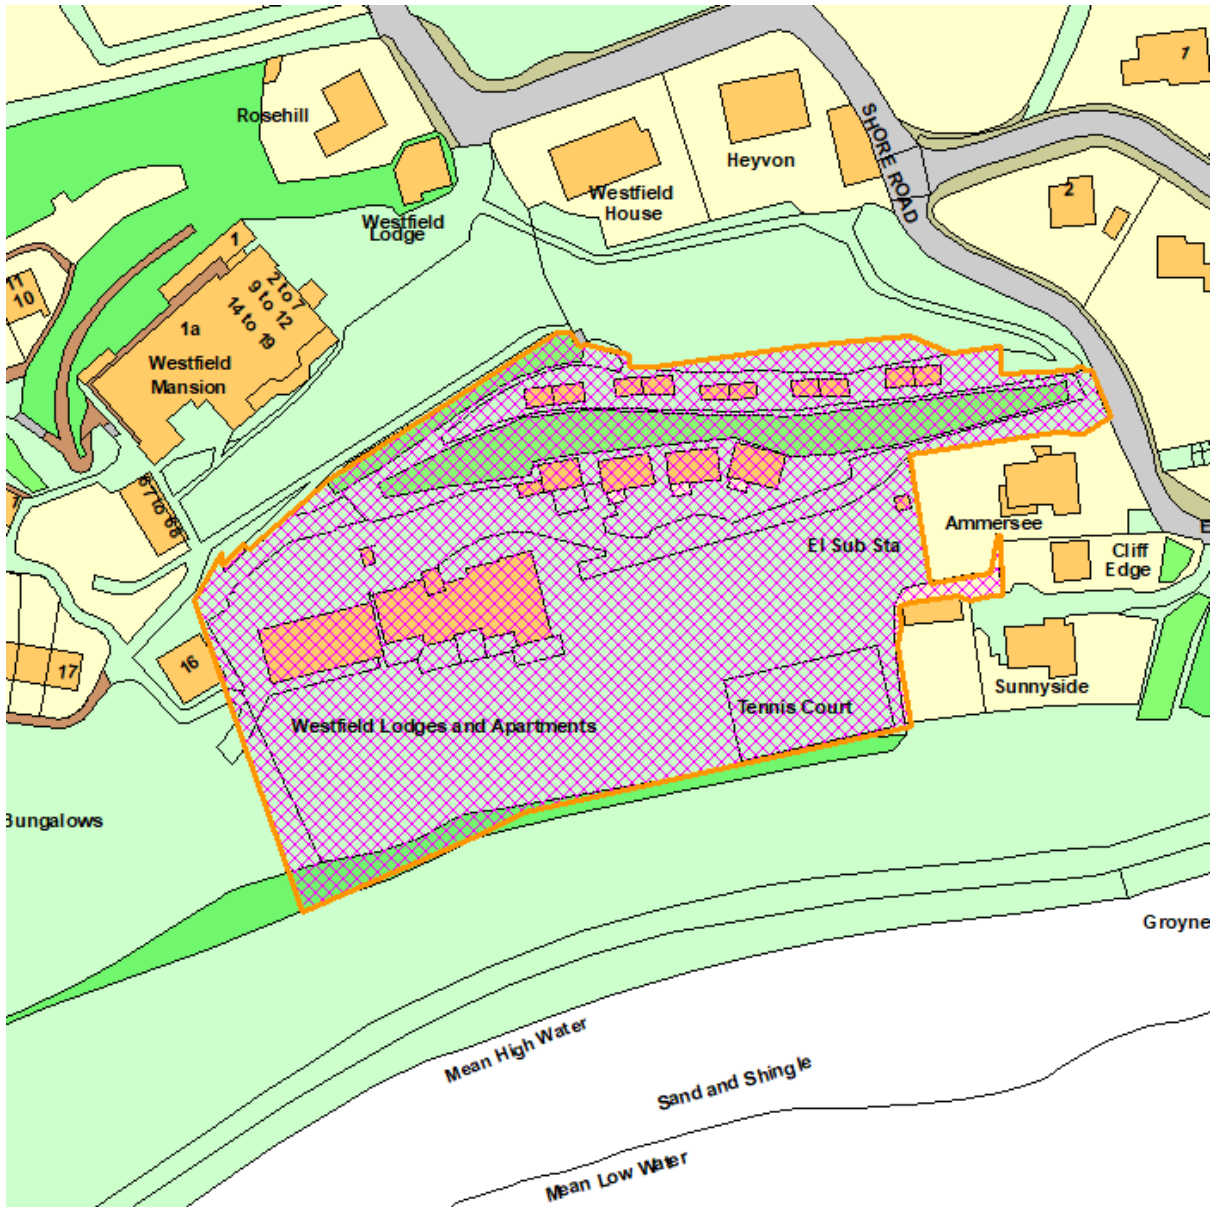 1
Rosehill
SHORE ROAD
Heyvon
2
Westfield
House
Westfield
Lodge
1
11
10
2 to 7
9 to 12
14 to 19
1a
Westfield
Mansion
67 to 68
Ammersee
E
El Sub Sta
Cliff
Edge
16
17
Sunnyside
Westfield Lodges and Apartments
Tennis Court
Bungalows
Groyne
Mean High Water
Sand and Shingle
Mean Low Water